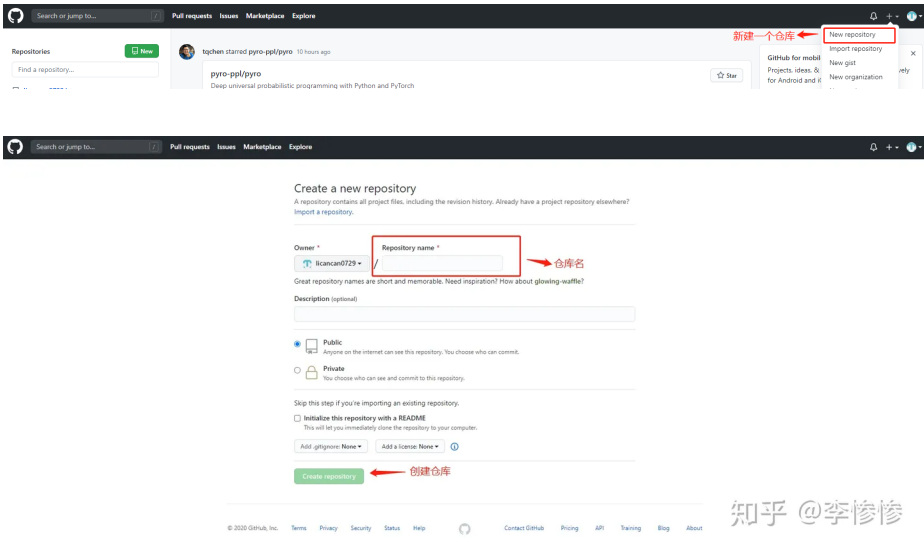 Search or jump to... / Pull requests Issues Marketplace Explore
新建一个仓库
New repository
Import repository
New gist
New organization
Repositories New
Find a repository...
tqchen starred pyro-ppl/pyro 10 hours ago
pyro-ppl/pyro
Deep universal probabilistic programming with Python and PyTorch
Star
GitHub for mobil
Projects, ideas, & vely
for Android and i
Search or jump to... / Pull requests Issues Marketplace Explore
Create a new repository
A repository contains all project files, including the revision history. Already have a project repository elsewhere?
Import a repository.
Owner * Repository name *
licancan0729 /
仓库名
Great repository names are short and memorable. Need inspiration? How about glowing-waffle?
Description (optional)
Public
Anyone on the internet can see this repository. You choose who can commit.
Private
You choose who can see and commit to this repository.
Skip this step if you're importing an existing repository.
Initialize this repository with a README
This will let you immediately clone the repository to your computer.
Add .gitignore: None Add a license: None
Create repository
创建仓库
© 2020 GitHub, Inc. Terms Privacy Security Status Help Contact GitHub Pricing API Training Blog About
知乎 @李惨惨